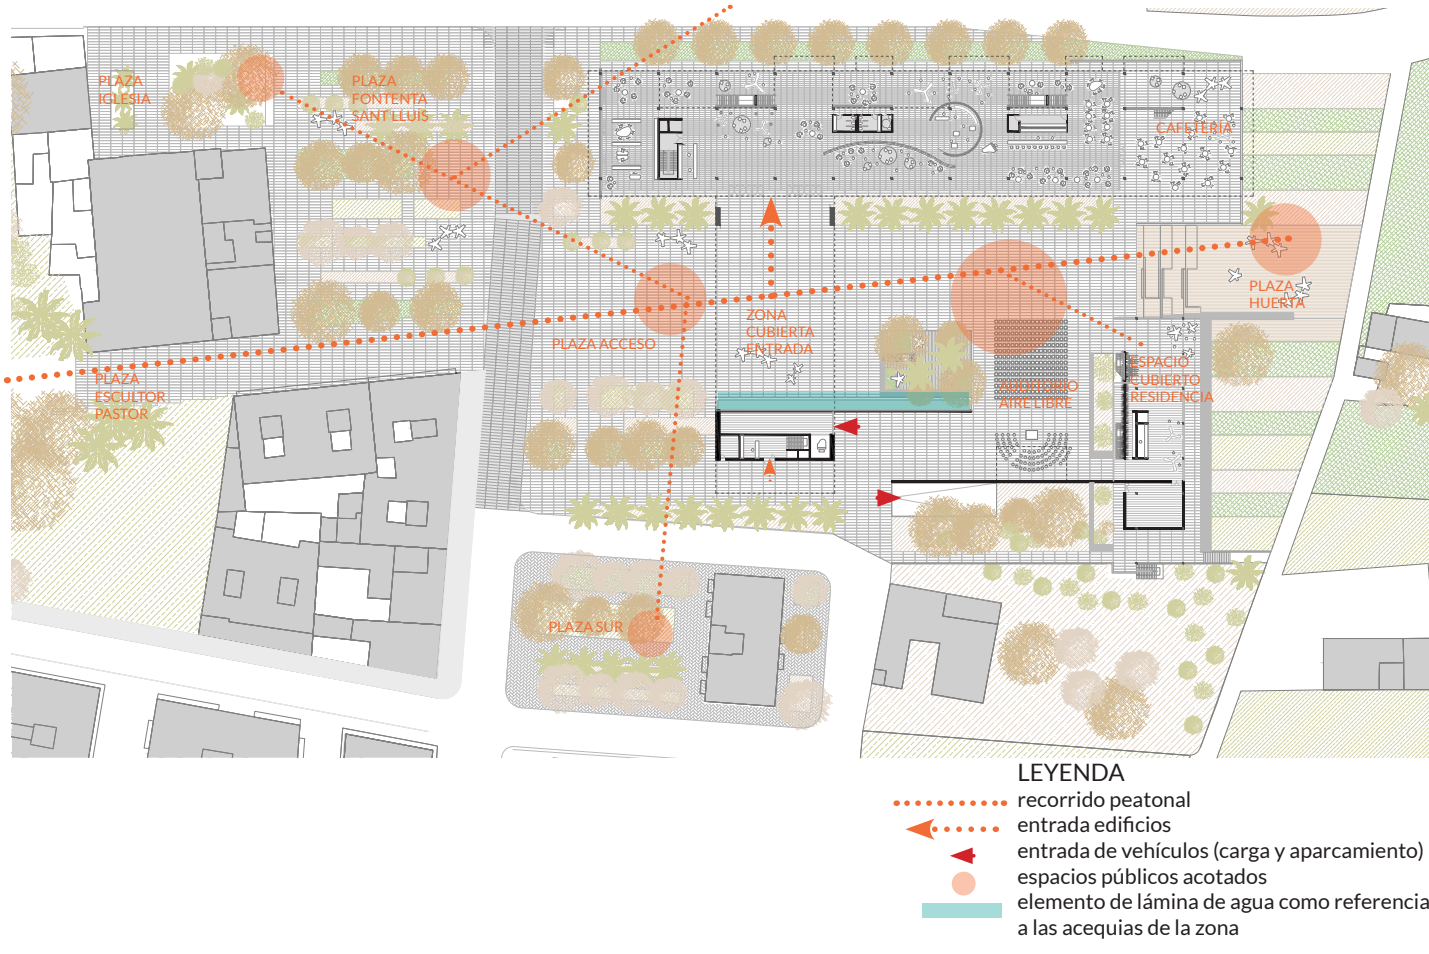 PLAZA
IGLESIA
PLAZA
FONTENTA
SANT LLUIS
CAFETERÍA
PLAZA
HUERTA
ZONA
CUBIERTA
ENTRADA
PLAZA ACCESO
PLAZA
ESCULTOR
PASTOR
AUDITORIO
AIRE LIBRE
ESPACIO
CUBIERTO
RESIDENCIA
PLAZA SUR
LEYENDA
recorrido peatonal
entrada edificios
entrada de vehículos (carga y aparcamiento)
espacios públicos acotados
elemento de lámina de agua como referencia
a las acequias de la zona